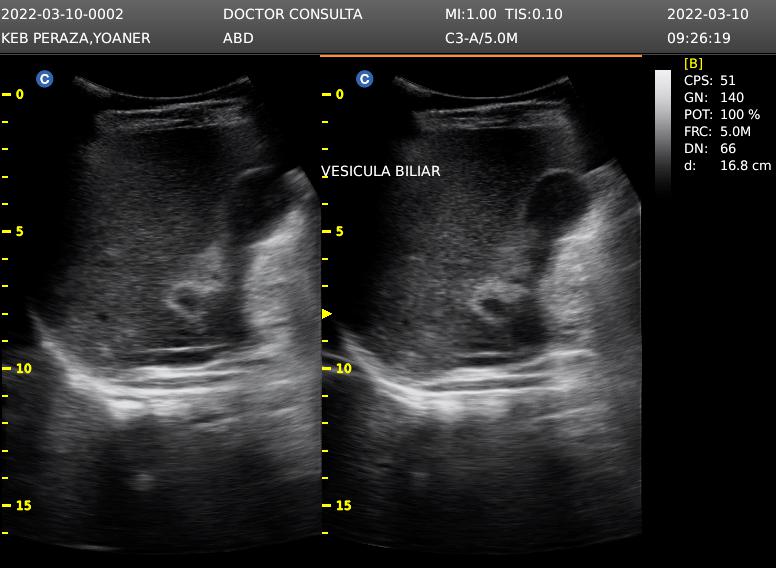 2022-03-10-0002 DOCTOR CONSULTA MI:1.00 TIS:0.10 2022-03-10
KEB PERAZA,YOANER ABD C3-A/5.0M 09:26:19
C C
[B]
CPS: 51
GN: 140
POT: 100 %
FRC: 5.0M
DN: 66
d: 16.8 cm
VESICULA BILIAR
0 0
5 5
10 10
15 15